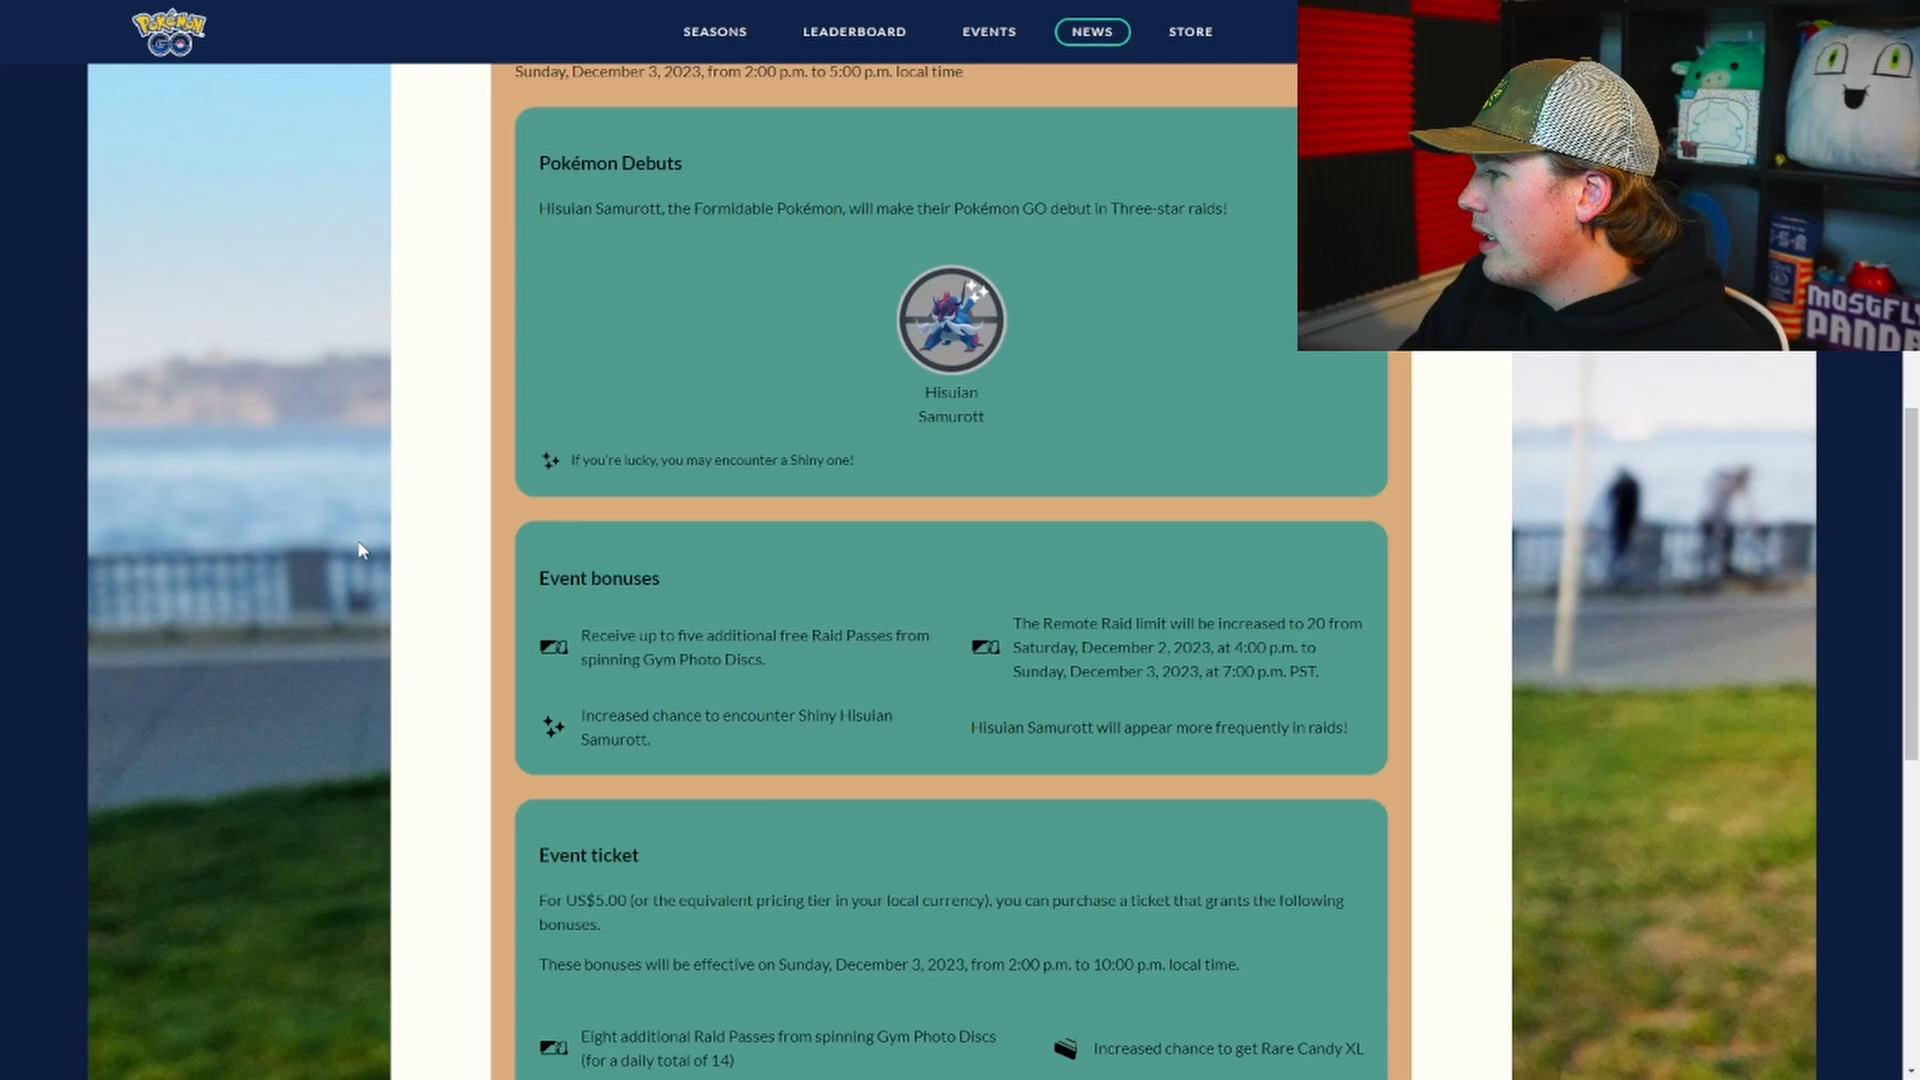 POKÉMON
GO
SEASONS LEADERBOARD EVENTS NEWS STORE
Sunday, December 3, 2023, from 2:00 p.m. to 5:00 p.m. local time
Pokémon Debuts
Hisuian Samurott, the Formidable Pokémon, will make their Pokémon GO debut in Three-star raids!
Hisuian
Samurott
If you're lucky, you may encounter a Shiny one!
Event bonuses
Receive up to five additional free Raid Passes from
spinning Gym Photo Discs.
The Remote Raid limit will be increased to 20 from
Saturday, December 2, 2023, at 4:00 p.m. to
Sunday, December 3, 2023, at 7:00 p.m. PST.
Increased chance to encounter Shiny Hisuian
Samurott.
Hisuian Samurott will appear more frequently in raids!
Event ticket
For US$5.00 (or the equivalent pricing tier in your local currency), you can purchase a ticket that grants the following
bonuses.
These bonuses will be effective on Sunday, December 3, 2023, from 2:00 p.m. to 10:00 p.m. local time.
Eight additional Raid Passes from spinning Gym Photo Discs
(for a daily total of 14)
Increased chance to get Rare Candy XL
MOSTFLY
PANDA